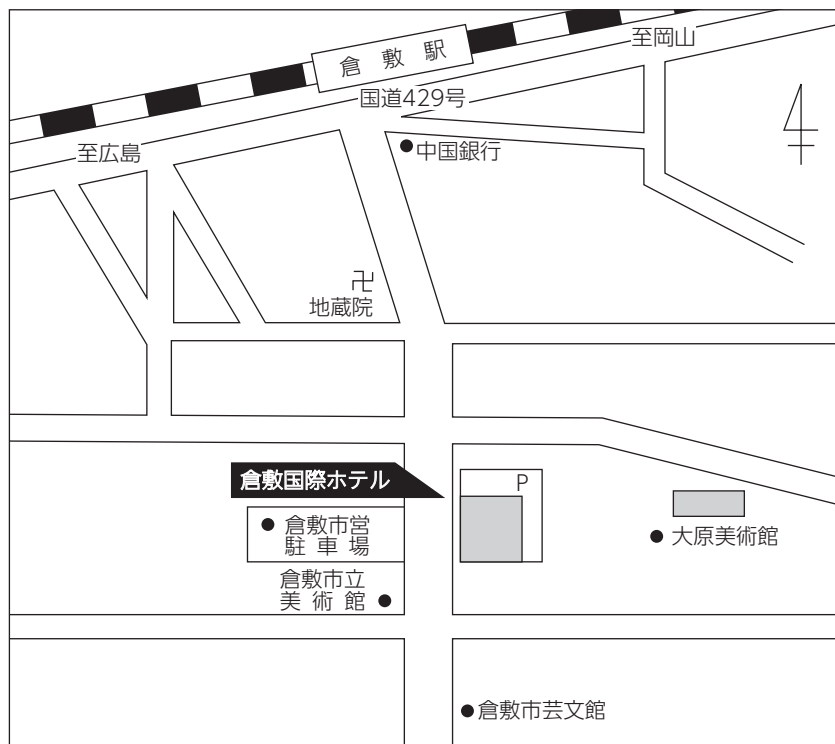 至岡山
倉敷駅
国道429号
至広島
中国銀行
卍
地蔵院
倉敷国際ホテル
P
倉敷市営
駐車場
大原美術館
倉敷市立
美術館
倉敷市芸文館